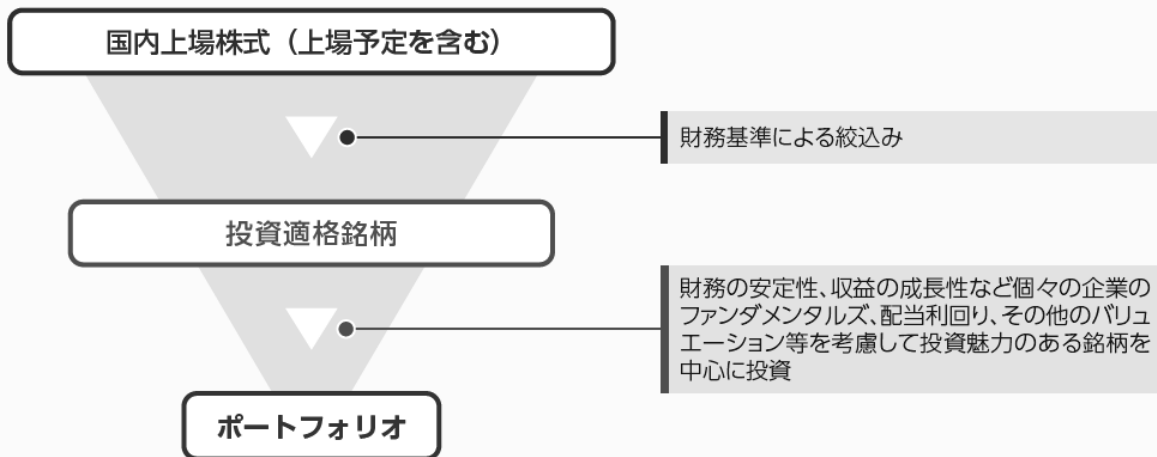 国内上場株式（上場予定を含む）
財務基準による絞込み
投資適格銘柄
財務の安定性、収益の成長性など個々の企業の
ファンダメンタルズ、配当利回り、その他のバリュ
エーション等を考慮して投資魅力のある銘柄を
中心に投資
ポートフォリオ